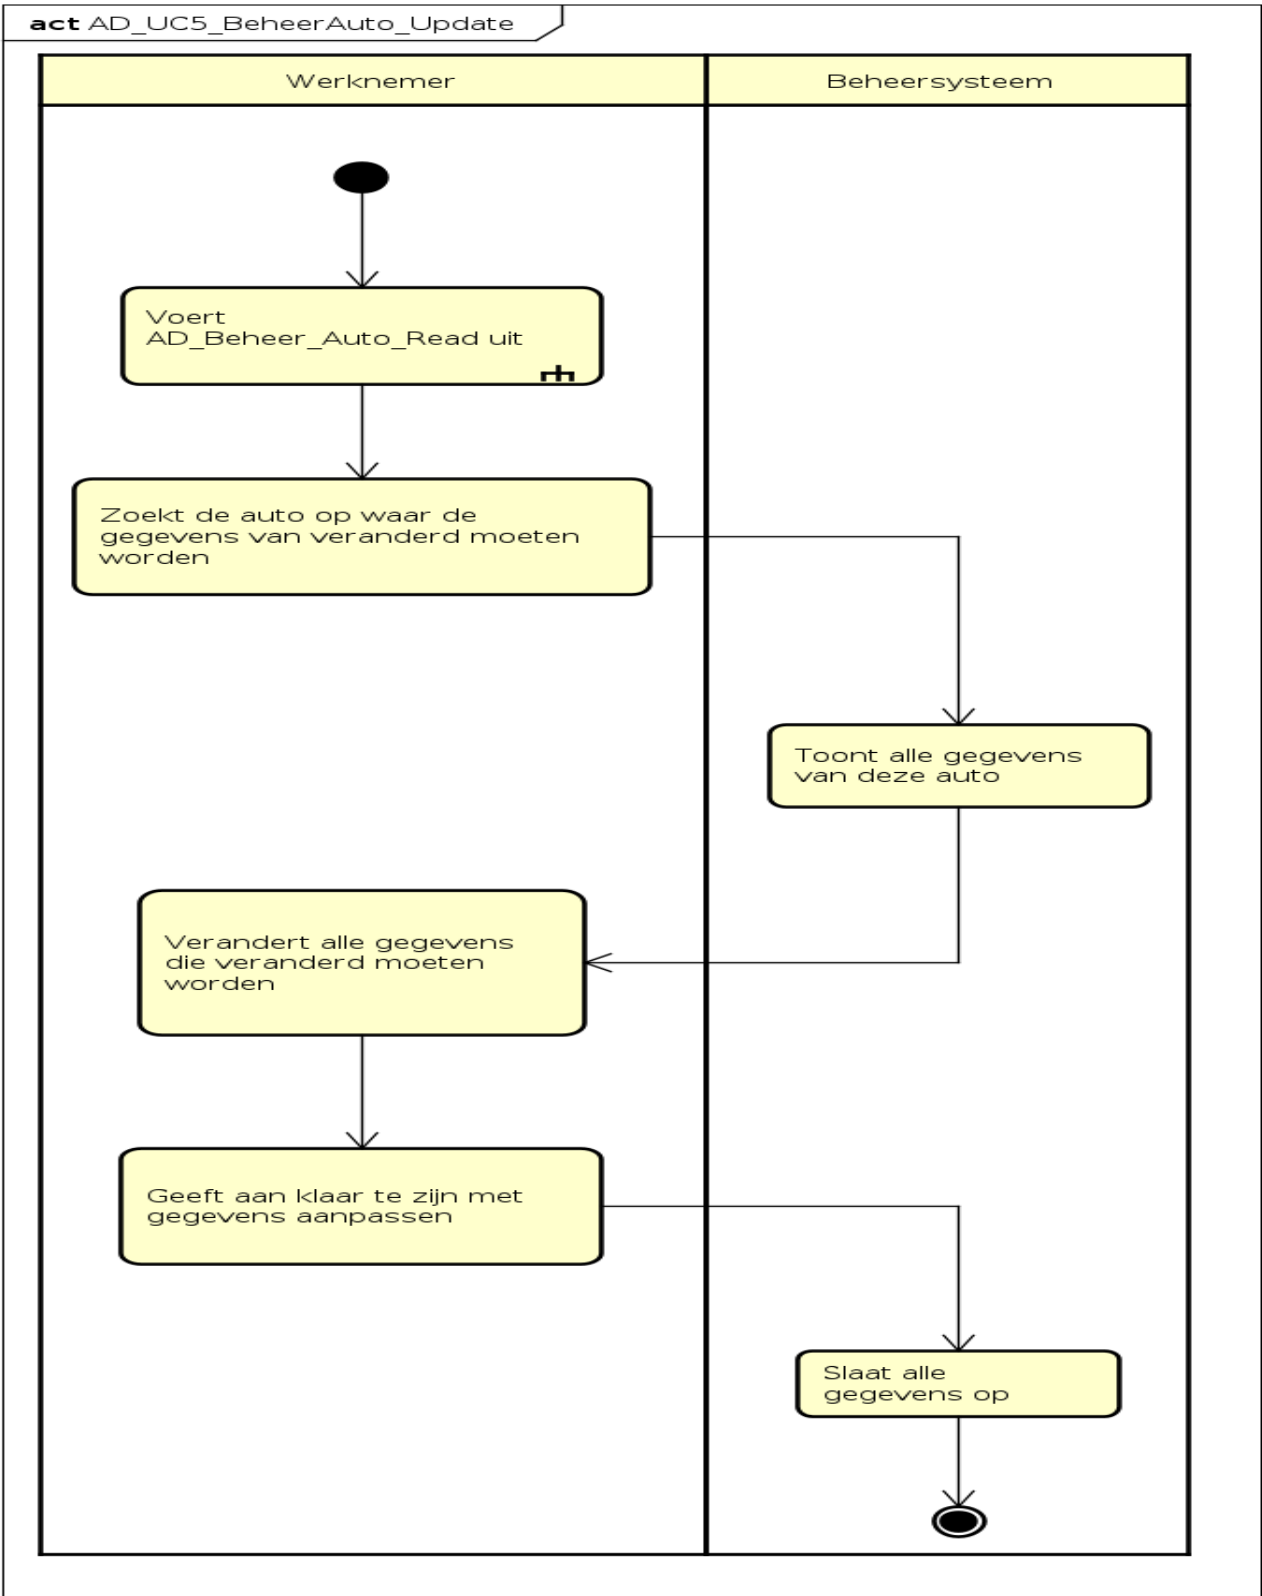 act AD_UC5_BeheerAuto_Update
Werknemer
Beheersysteem
Voert
AD_Beheer_Auto_Read uit
Zoekt de auto op waar de
gegevens van veranderd moeten
worden
Toont alle gegevens
van deze auto
Verandert alle gegevens
die veranderd moeten
worden
Geeft aan klaar te zijn met
gegevens aanpassen
Slaat alle
gegevens op